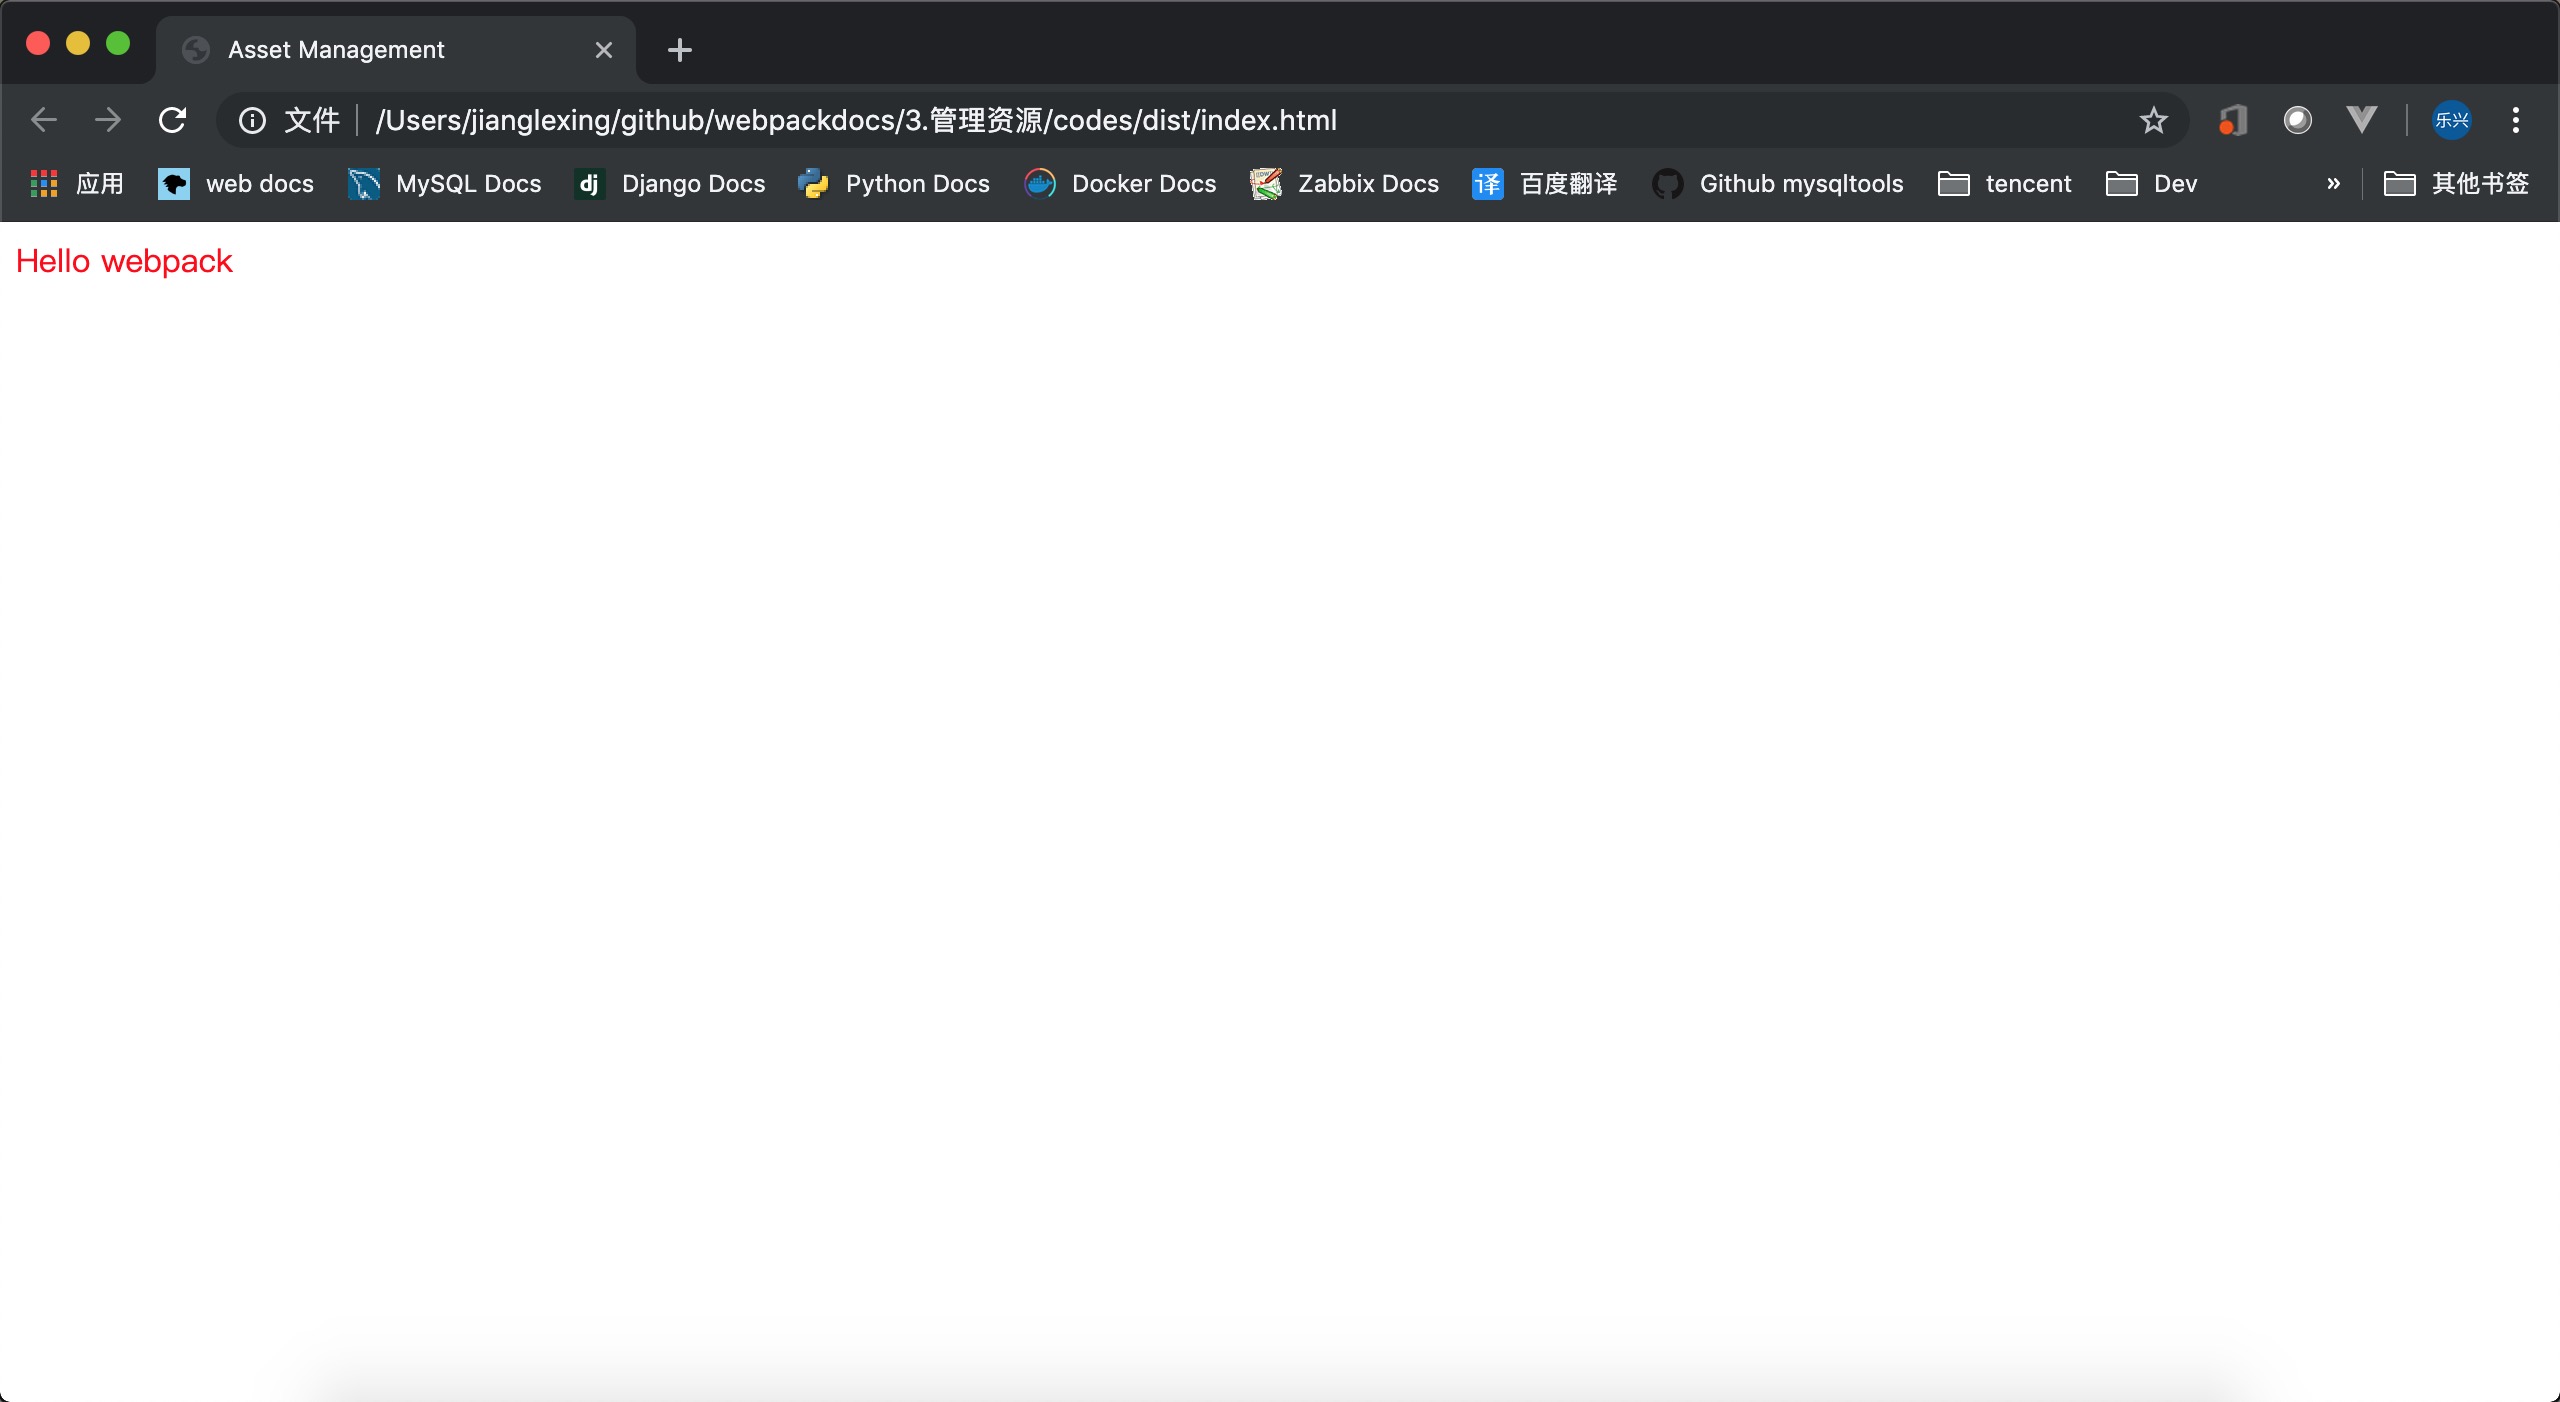 Asset Management
文件 /Users/jianglexing/github/webpackdocs/3.管理资源/codes/dist/index.html 乐兴
应用 web docs MySQL Docs dj Django Docs Python Docs Docker Docs Zabbix Docs 译 百度翻译 Github mysqltools tencent Dev » 其他书签
Hello webpack